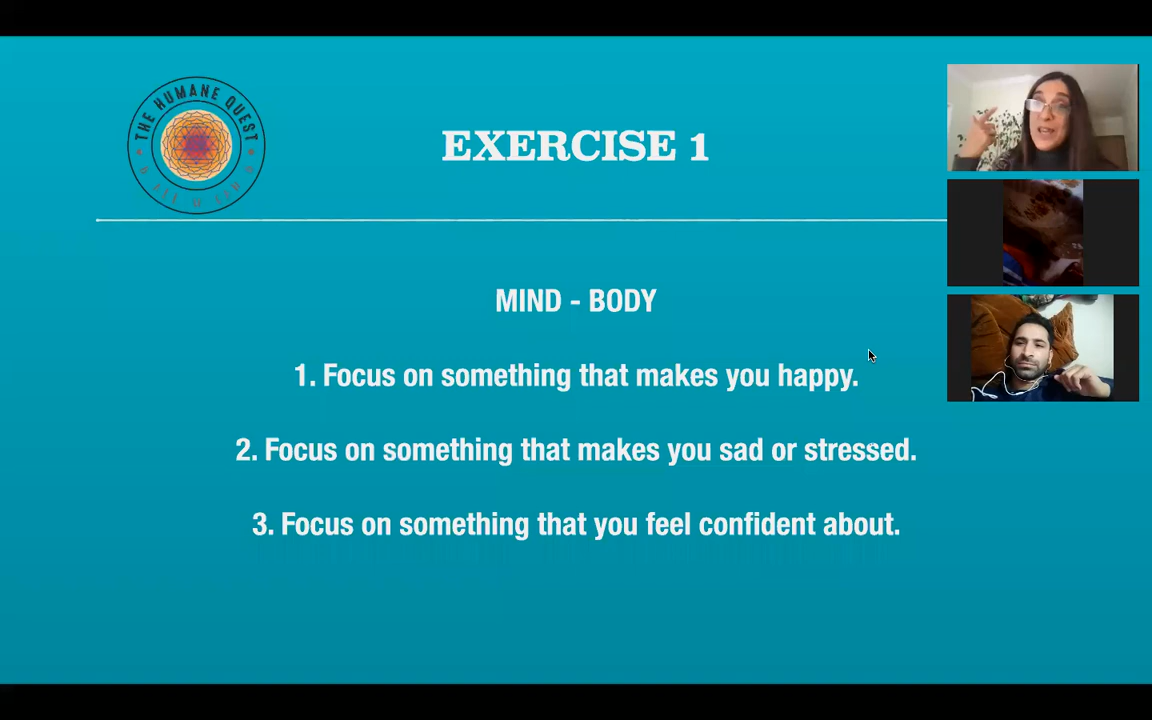 THE HUMANE QUEST
EXERCISE 1
MIND - BODY
1. Focus on something that makes you happy.
2. Focus on something that makes you sad or stressed.
3. Focus on something that you feel confident about.